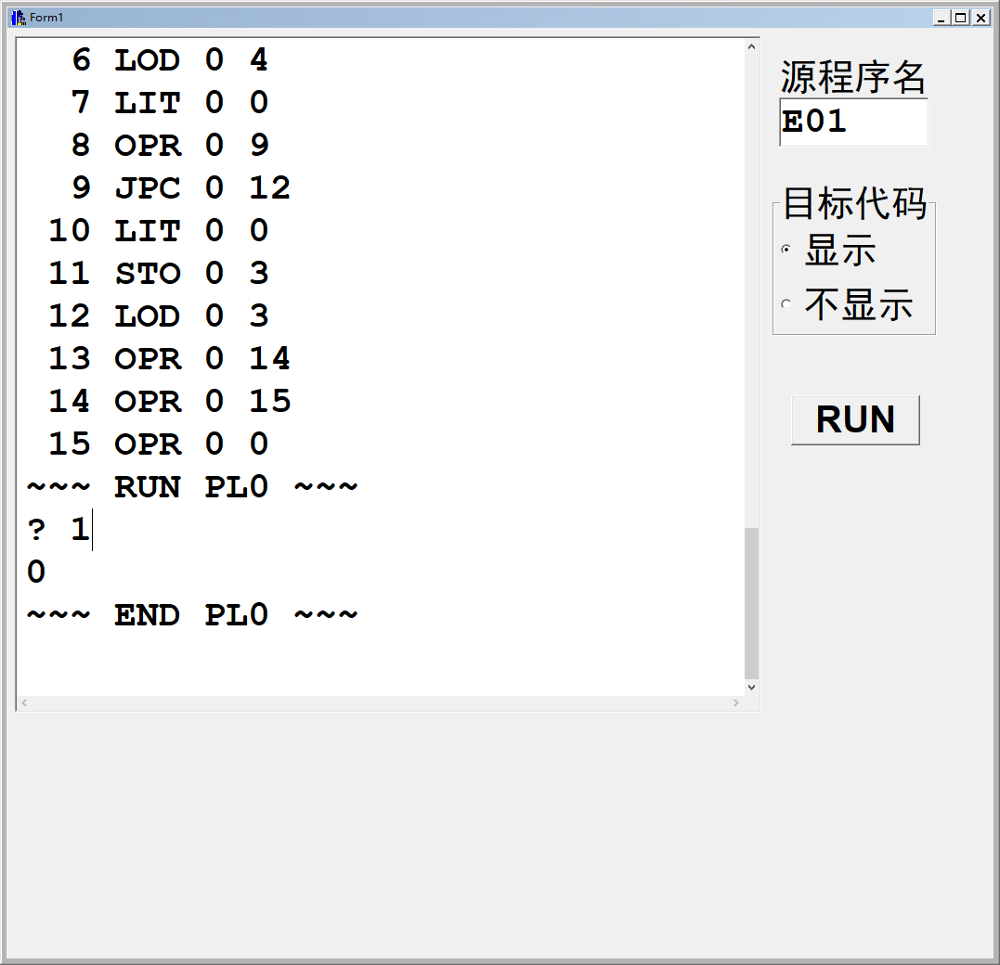 Form1
6 LOD 0 4
7 LIT 0 0
8 OPR 0 9
9 JPC 0 12
10 LIT 0 0
11 STO 0 3
12 LOD 0 3
13 OPR 0 14
14 OPR 0 15
15 OPR 0 0
~~~ RUN PL0 ~~~
? 1
0
~~~ END PL0 ~~~
源程序名
E01
目标代码
显示
不显示
RUN